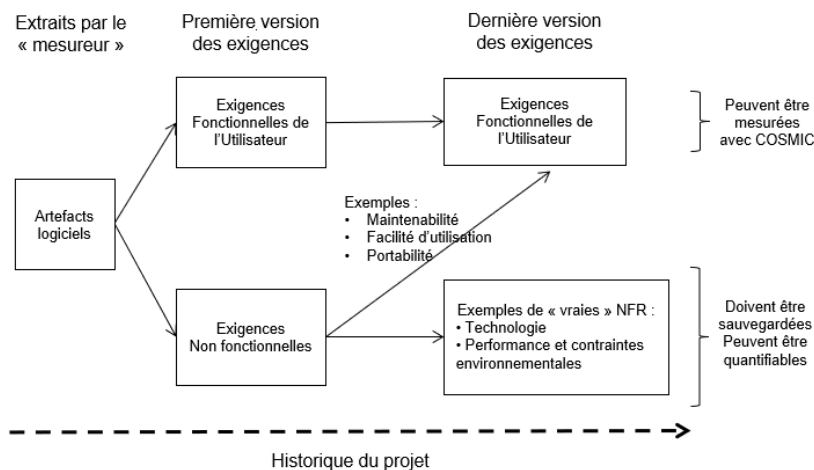 Extraits par le
« mesureur »
Première version
des exigences
Dernière version
des exigences
Exigences
Fonctionnelles de
l'Utilisateur
Exigences
Fonctionnelles de
l'Utilisateur
Peuvent être
mesurées
avec COSMIC
Artefacts
logiciels
Exemples :
• Maintenabilité
• Facilité d'utilisation
• Portabilité
Exigences
Non fonctionnelles
Exemples de « vraies » NFR :
• Technologie
• Performance et contraintes
environnementales
Doivent être
sauvegardées
Peuvent être
quantifiables
Historique du projet